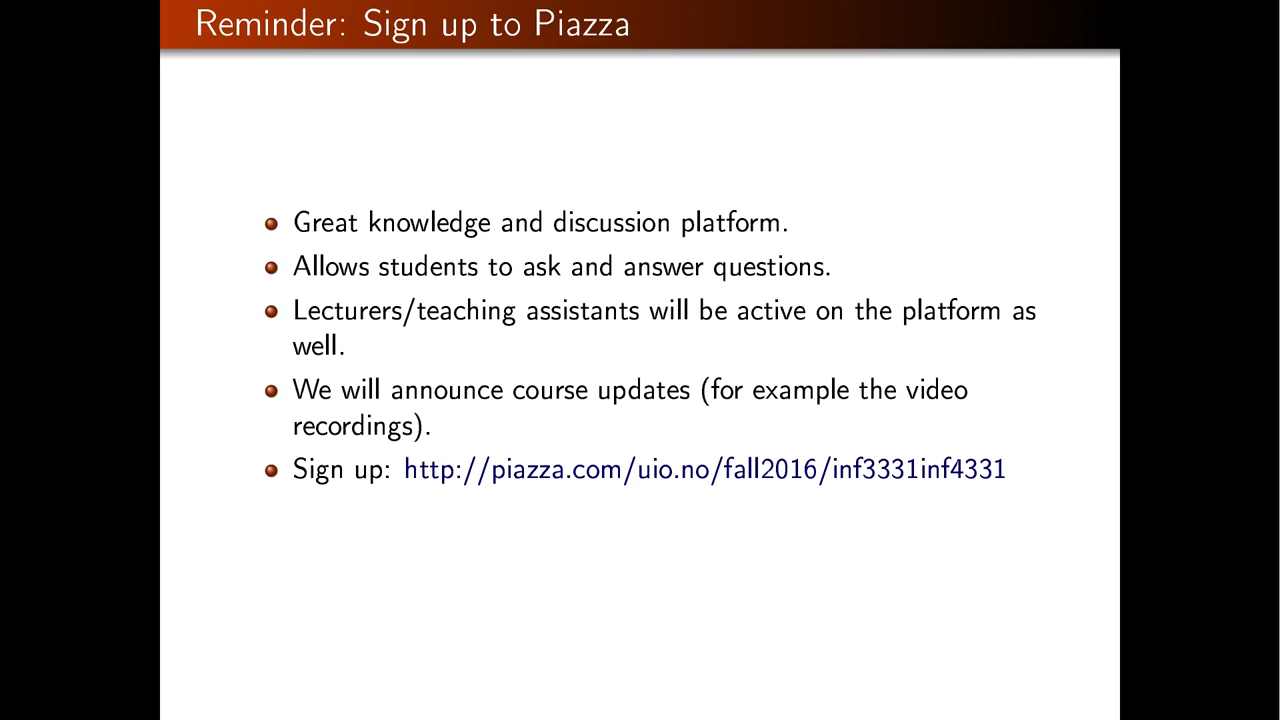 Reminder: Sign up to Piazza
Great knowledge and discussion platform.
Allows students to ask and answer questions.
Lecturers/teaching assistants will be active on the platform as
well.
We will announce course updates (for example the video
recordings).
Sign up: http://piazza.com/uio.no/fall2016/inf3331inf4331